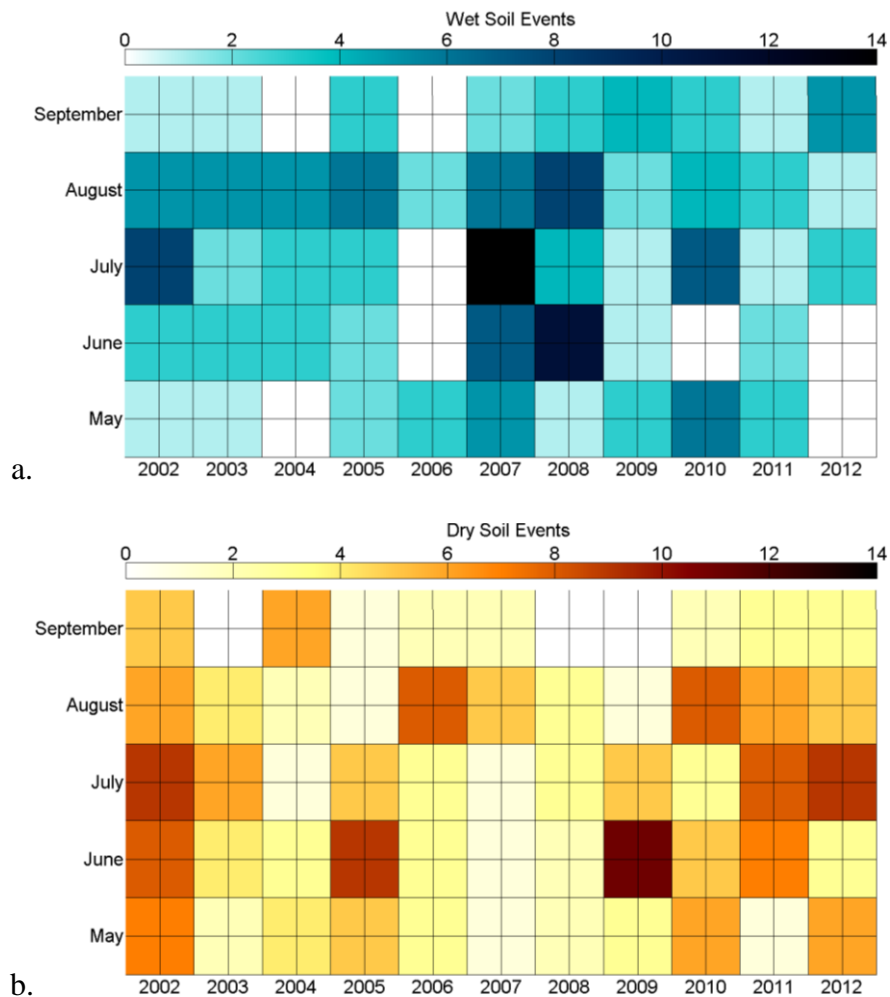 Wet Soil Events
0 2 4 6 8 10 12 14
September
August
July
June
May
2002 2003 2004 2005 2006 2007 2008 2009 2010 2011 2012
a.
Dry Soil Events
0 2 4 6 8 10 12 14
September
August
July
June
May
2002 2003 2004 2005 2006 2007 2008 2009 2010 2011 2012
b.